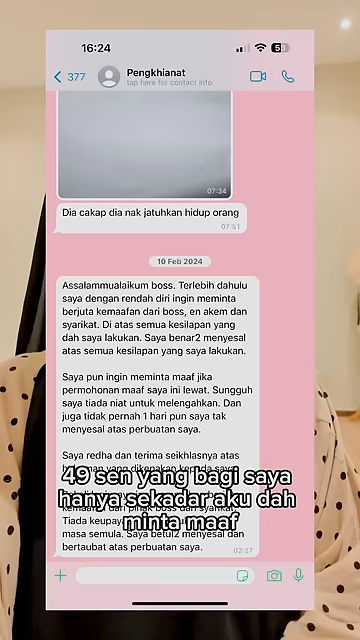 16:24
5
377
Pengkhianat
tap here for contact info
07:34
Dia cakap dia nak jatuhkan hidup orang
07:51
10 Feb 2024
Assalammualaikum boss. Terlebih dahulu
saya dengan rendah diri ingin meminta
berjuta kemaafan dari boss, en akem dan
syarikat. Di atas semua kesilapan yang
dah saya lakukan. Saya benar2 menyesal
atas semua kesilapan yang saya lakukan.
Saya pun ingin meminta maaf jika
permohonan maaf saya ini lewat. Sungguh
saya tiada niat untuk melengahkan. Dan
juga tidak pernah 1 hari pun saya tak
menyesal atas perbuatan saya.
Saya redha dan terima seikhlasnya atas
49 sen yang bagi saya
hanya sekadar aku dah
minta maaf
Tiada
masa semula. Saya betul2 menyesal dan
bertaubat atas perbuatan saya.
02:27